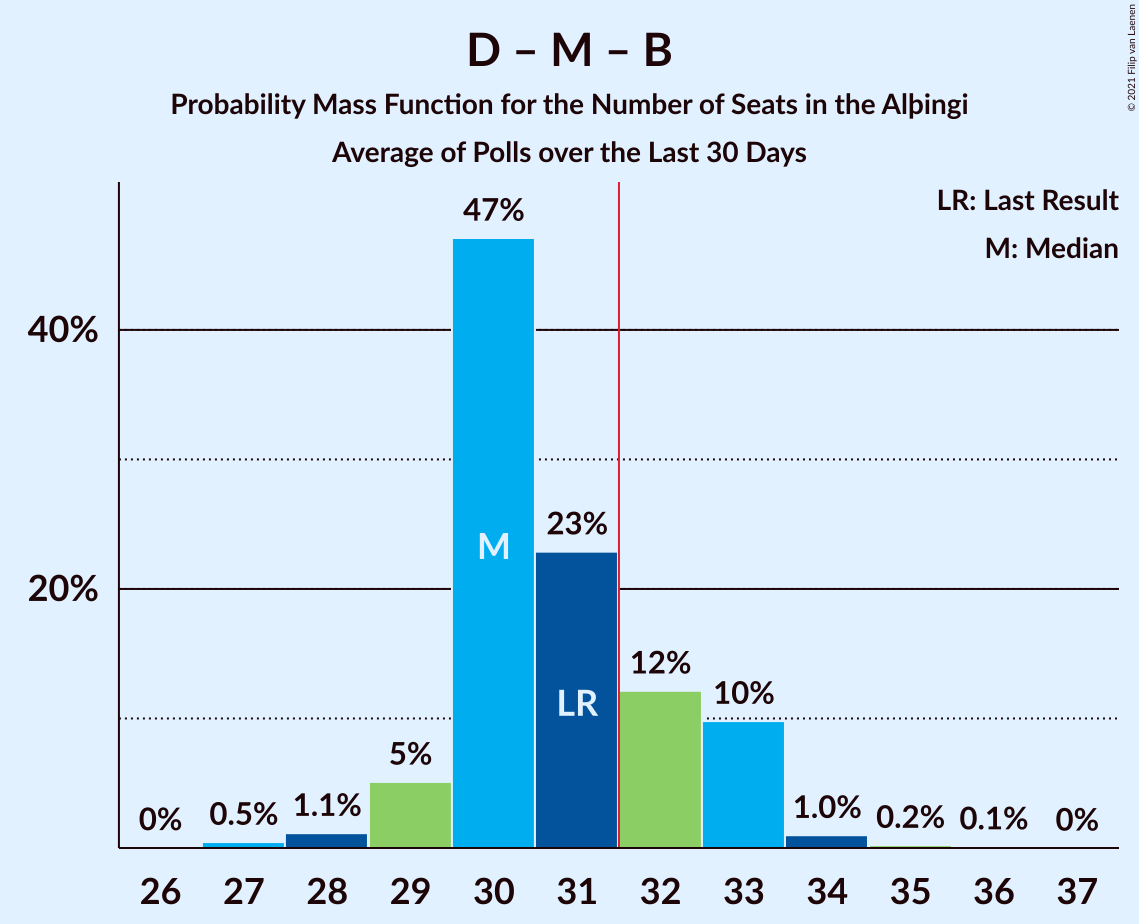 D – M – B
Probability Mass Function for the Number of Seats in the Alþingi
Average of Polls over the Last 30 Days
© 2021 Filip van Laenen
LR: Last Result
M: Median
47%
40%
M
23%
20%
12%
10%
LR
5%
0%
0.5%
1.1%
1.0%
0.2%
0.1%
0%
26 27 28 29 30 31 32 33 34 35 36 37